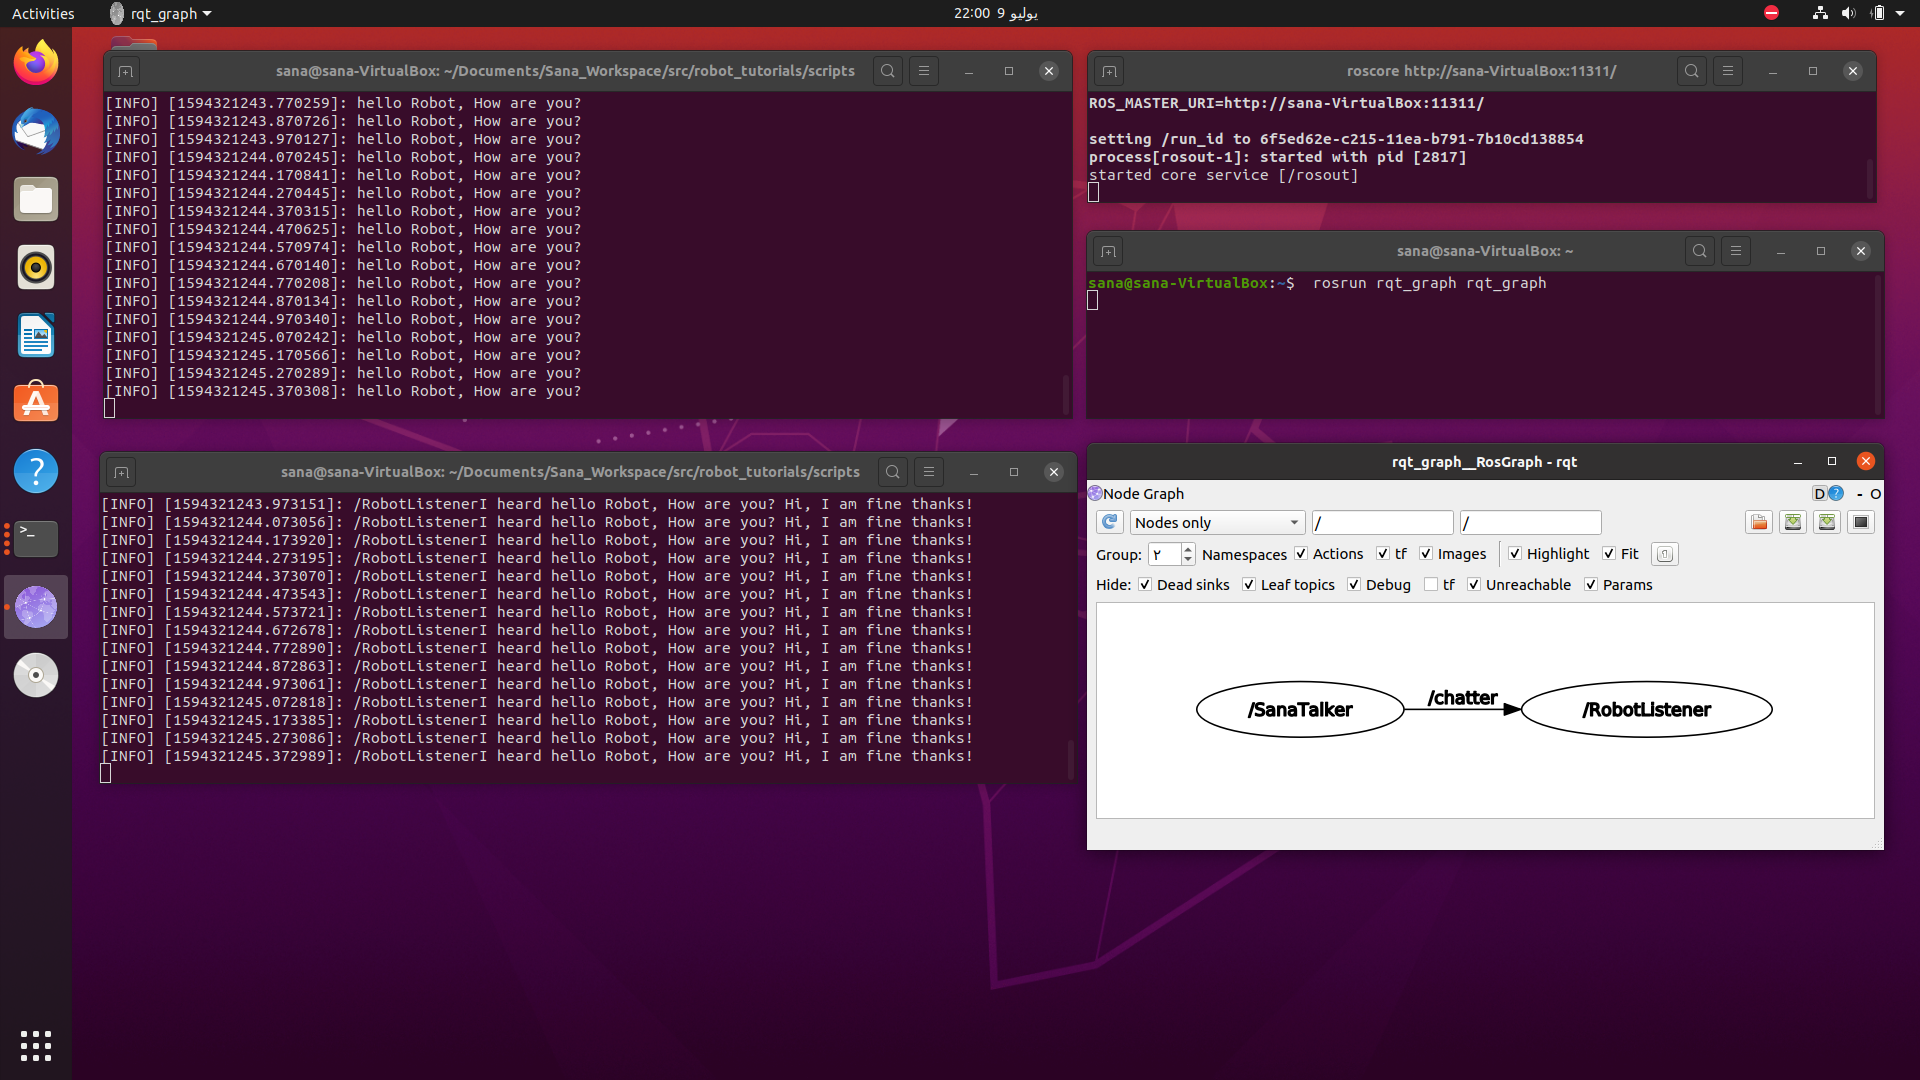 Activities
rqt_graph
22:00 9 يوليو
sana@sana-VirtualBox: ~/Documents/Sana_Workspace/src/robot_tutorials/scripts
[INFO] [1594321243.770259]: hello Robot, How are you?
[INFO] [1594321243.870726]: hello Robot, How are you?
[INFO] [1594321243.970127]: hello Robot, How are you?
[INFO] [1594321244.070245]: hello Robot, How are you?
[INFO] [1594321244.170841]: hello Robot, How are you?
[INFO] [1594321244.270445]: hello Robot, How are you?
[INFO] [1594321244.370315]: hello Robot, How are you?
[INFO] [1594321244.470625]: hello Robot, How are you?
[INFO] [1594321244.570974]: hello Robot, How are you?
[INFO] [1594321244.670140]: hello Robot, How are you?
[INFO] [1594321244.770208]: hello Robot, How are you?
[INFO] [1594321244.870134]: hello Robot, How are you?
[INFO] [1594321244.970340]: hello Robot, How are you?
[INFO] [1594321245.070242]: hello Robot, How are you?
[INFO] [1594321245.170566]: hello Robot, How are you?
[INFO] [1594321245.270289]: hello Robot, How are you?
[INFO] [1594321245.370308]: hello Robot, How are you?
roscore http://sana-VirtualBox:11311/
ROS_MASTER_URI=http://sana-VirtualBox:11311/
setting /run_id to 6f5ed62e-c215-11ea-b791-7b10cd138854
process[rosout-1]: started with pid [2817]
started core service [/rosout]
sana@sana-VirtualBox: ~
sana@sana-VirtualBox:~$  rosrun rqt_graph rqt_graph
sana@sana-VirtualBox: ~/Documents/Sana_Workspace/src/robot_tutorials/scripts
[INFO] [1594321243.973151]: /RobotListenerI heard hello Robot, How are you? Hi, I am fine thanks!
[INFO] [1594321244.073056]: /RobotListenerI heard hello Robot, How are you? Hi, I am fine thanks!
[INFO] [1594321244.173920]: /RobotListenerI heard hello Robot, How are you? Hi, I am fine thanks!
[INFO] [1594321244.273195]: /RobotListenerI heard hello Robot, How are you? Hi, I am fine thanks!
[INFO] [1594321244.373070]: /RobotListenerI heard hello Robot, How are you? Hi, I am fine thanks!
[INFO] [1594321244.473543]: /RobotListenerI heard hello Robot, How are you? Hi, I am fine thanks!
[INFO] [1594321244.573721]: /RobotListenerI heard hello Robot, How are you? Hi, I am fine thanks!
[INFO] [1594321244.672678]: /RobotListenerI heard hello Robot, How are you? Hi, I am fine thanks!
[INFO] [1594321244.772890]: /RobotListenerI heard hello Robot, How are you? Hi, I am fine thanks!
[INFO] [1594321244.872863]: /RobotListenerI heard hello Robot, How are you? Hi, I am fine thanks!
[INFO] [1594321244.973061]: /RobotListenerI heard hello Robot, How are you? Hi, I am fine thanks!
[INFO] [1594321245.072818]: /RobotListenerI heard hello Robot, How are you? Hi, I am fine thanks!
[INFO] [1594321245.173385]: /RobotListenerI heard hello Robot, How are you? Hi, I am fine thanks!
[INFO] [1594321245.273086]: /RobotListenerI heard hello Robot, How are you? Hi, I am fine thanks!
[INFO] [1594321245.372989]: /RobotListenerI heard hello Robot, How are you? Hi, I am fine thanks!
rqt_graph__RosGraph - rqt
Node Graph D ? - O
Nodes only / /
Group: ٢ Namespaces Actions tf Images Highlight Fit
Hide: Dead sinks Leaf topics Debug tf Unreachable Params
/SanaTalker /chatter /RobotListener